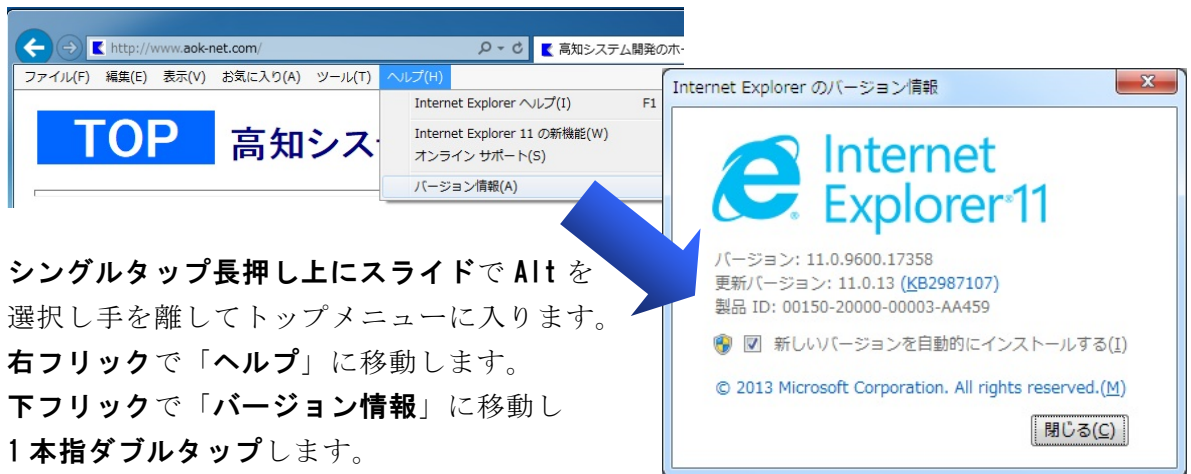 http://www.aok-net.com/
高知システム開発のホ
ファイル(F) 編集(E) 表示(V) お気に入り(A) ツール(T) ヘルプ(H)
Internet Explorer ヘルプ(I) F1
Internet Explorer 11 の新機能(W)
オンライン サポート(S)
バージョン情報(A)
TOP 高知シス
シングルタップ長押し上にスライドで Alt を
選択し手を離してトップメニューに入ります。
右フリックで「ヘルプ」に移動します。
下フリックで「バージョン情報」に移動し
1本指ダブルタップします。
Internet Explorer のバージョン情報
Internet
Explorer®11
バージョン: 11.0.9600.17358
更新バージョン: 11.0.13 (KB2987107)
製品 ID: 00150-20000-00003-AA459
新しいバージョンを自動的にインストールする(I)
© 2013 Microsoft Corporation. All rights reserved.(M)
閉じる(C)